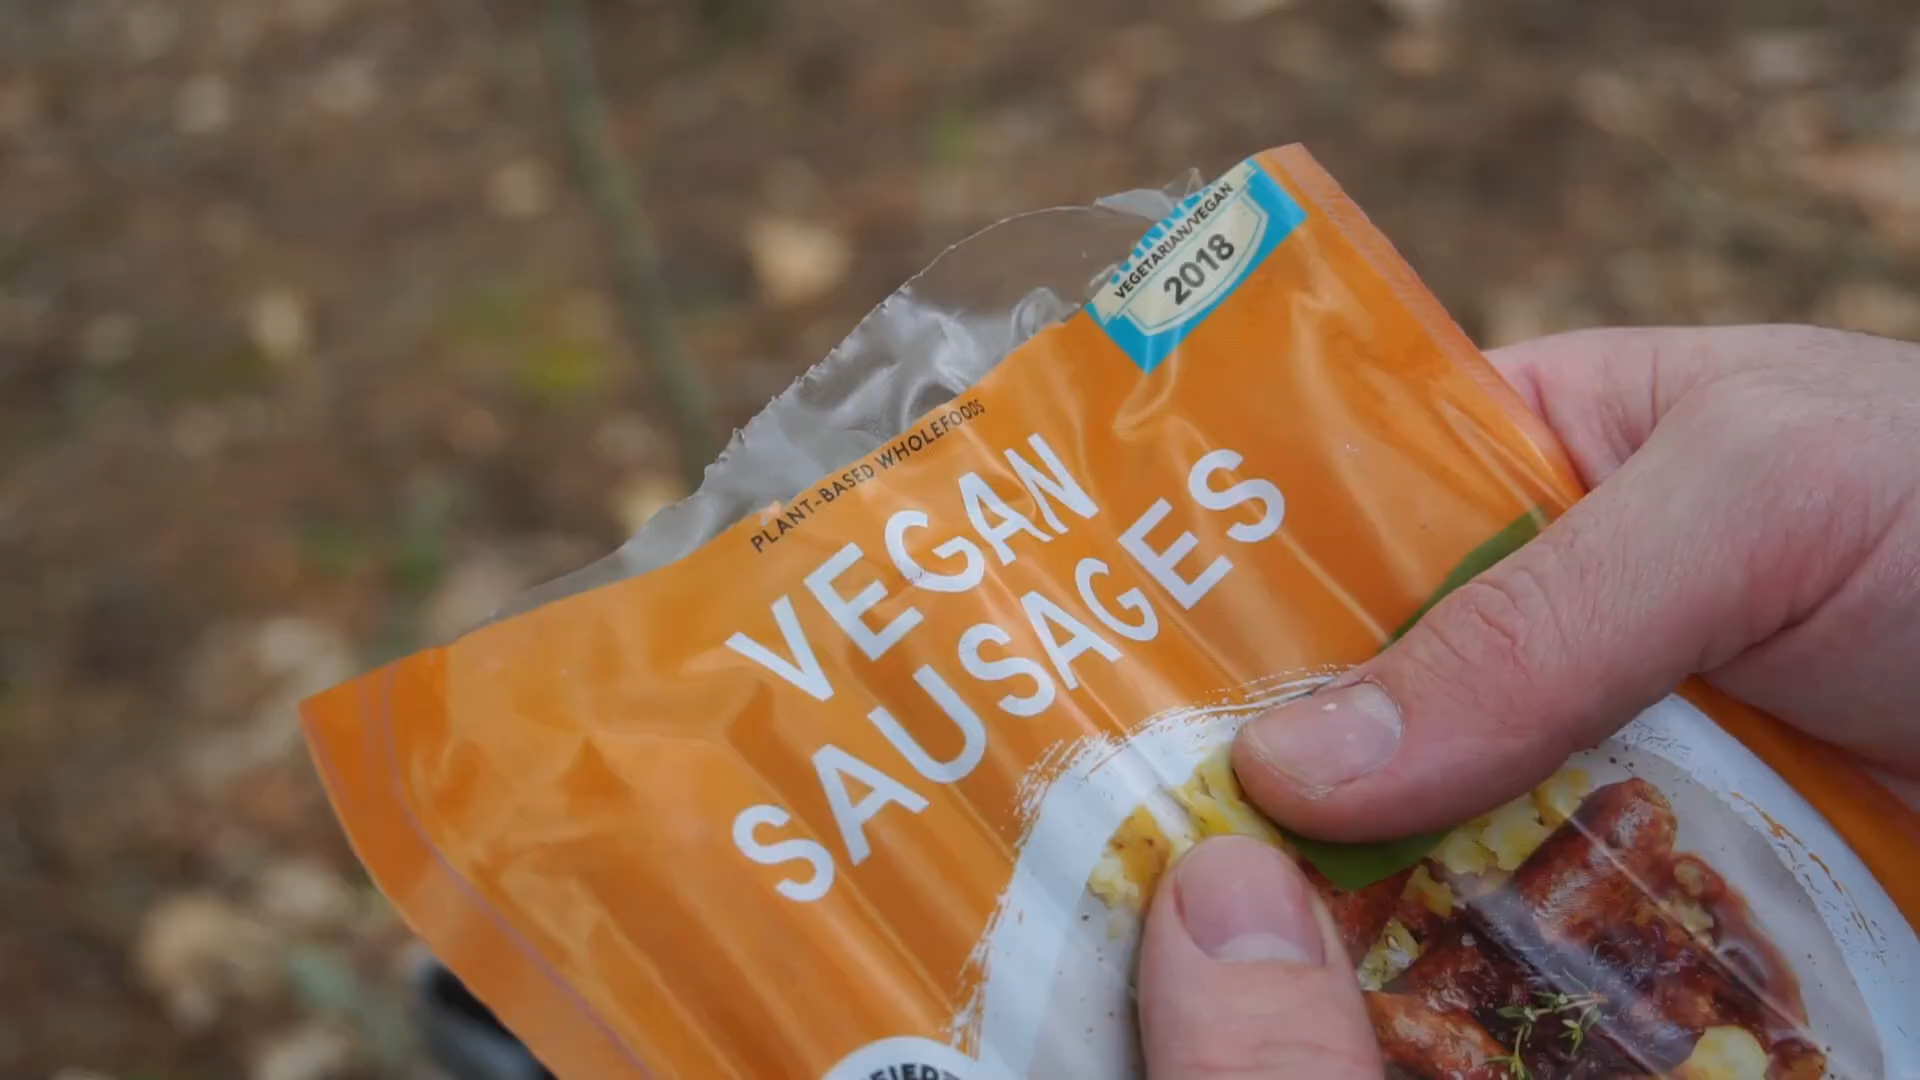 VEGETARIAN/VEGAN
2018
PLANT-BASED WHOLEFOODS
VEGAN
SAUSAGES